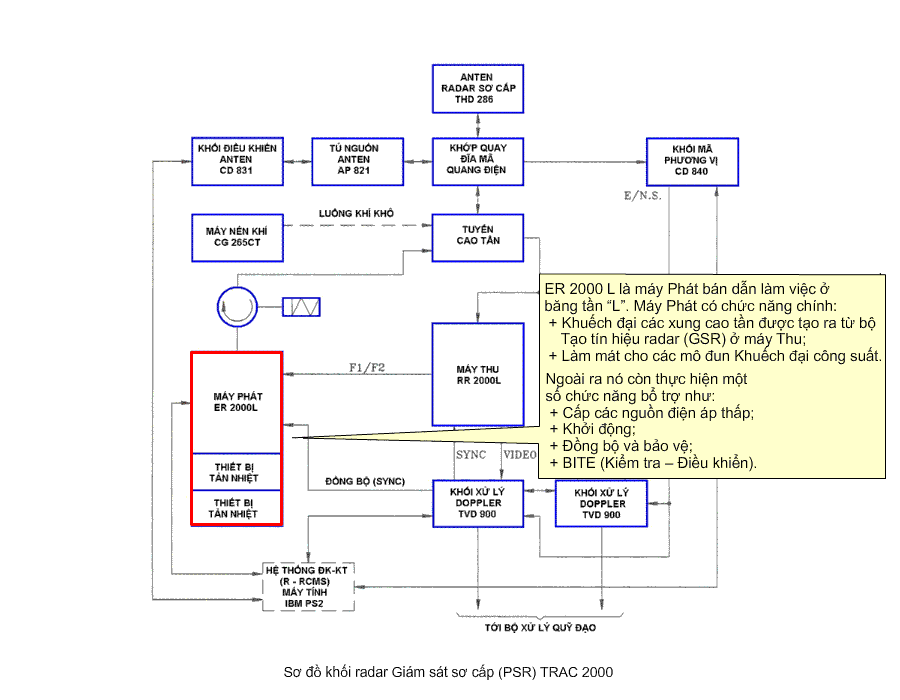 ANTEN
RADAR SƠ CẤP
THD 286
KHỐI ĐIỀU KHIỂN
ANTEN
CD 831
TỦ NGUỒN
ANTEN
AP 821
KHỚP QUAY
ĐĨA MÃ
QUANG ĐIỆN
KHỐI MÃ
PHƯƠNG VỊ
CD 840
E/N.S.
MÁY NÉN KHÍ
CG 265CT
LUỒNG KHÍ KHÔ
TUYẾN
CAO TẦN
ER 2000 L là máy Phát bán dẫn làm việc ở
băng tần “L”. Máy Phát có chức năng chính:
+ Khuếch đại các xung cao tần được tạo ra từ bộ
Tạo tín hiệu radar (GSR) ở máy Thu;
+ Làm mát cho các mô đun Khuếch đại công suất.
Ngoài ra nó còn thực hiện một
số chức năng bổ trợ như:
+ Cấp các nguồn điện áp thấp;
+ Khởi động;
+ Đồng bộ và bảo vệ;
+ BITE (Kiểm tra – Điều khiển).
MÁY PHÁT
ER 2000L
F1/F2
MÁY THU
RR 2000L
THIẾT BỊ
TẢN NHIỆT
THIẾT BỊ
TẢN NHIỆT
SYNC
VIDEO
ĐỒNG BỘ (SYNC)
KHỐI XỬ LÝ
DOPPLER
TVD 900
KHỐI XỬ LÝ
DOPPLER
TVD 900
HỆ THỐNG ĐK-KT
(R - RCMS)
MÁY TÍNH
IBM PS2
TỚI BỘ XỬ LÝ QUỸ ĐẠO
Sơ đồ khối radar Giám sát sơ cấp (PSR) TRAC 2000